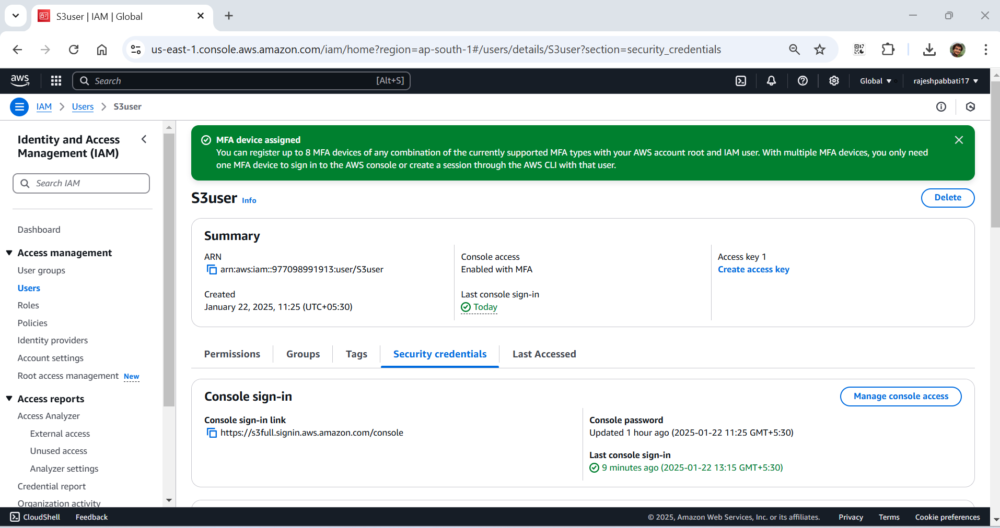 S3user | IAM | Global
us-east-1.console.aws.amazon.com/iam/home?region=ap-south-1#/users/details/S3user?section=security_credentials
aws
Search [Alt+S]
Global
rajeshpabbati17
IAM > Users > S3user
Identity and Access
Management (IAM)
Search IAM
Dashboard
Access management
User groups
Users
Roles
Policies
Identity providers
Account settings
Root access management New
Access reports
Access Analyzer
External access
Unused access
Analyzer settings
Credential report
Organization activity
MFA device assigned
You can register up to 8 MFA devices of any combination of the currently supported MFA types with your AWS account root and IAM user. With multiple MFA devices, you only need
one MFA device to sign in to the AWS console or create a session through the AWS CLI with that user.
S3user Info
Delete
Summary
ARN
arn:aws:iam::977098991913:user/S3user
Created
January 22, 2025, 11:25 (UTC+05:30)
Console access
Enabled with MFA
Last console sign-in
Today
Access key 1
Create access key
Permissions
Groups
Tags
Security credentials
Last Accessed
Console sign-in
Manage console access
Console sign-in link
https://s3full.signin.aws.amazon.com/console
Console password
Updated 1 hour ago (2025-01-22 11:25 GMT+5:30)
Last console sign-in
9 minutes ago (2025-01-22 13:15 GMT+5:30)
CloudShell
Feedback
© 2025, Amazon Web Services, Inc. or its affiliates.
Privacy
Terms
Cookie preferences